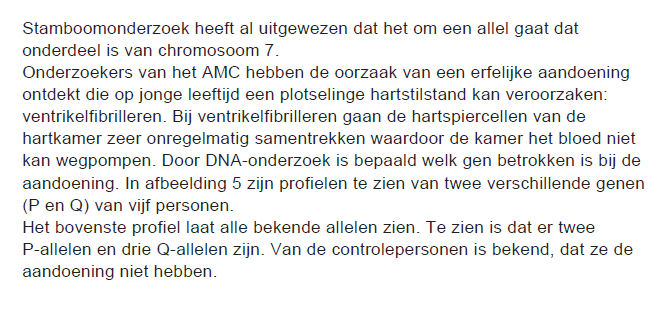 Stamboomonderzoek heeft al uitgewezen dat het om een allel gaat dat
onderdeel is van chromosoom 7.
Onderzoekers van het AMC hebben de oorzaak van een erfelijke aandoening
ontdekt die op jonge leeftijd een plotselinge hartstilstand kan veroorzaken:
ventrikelfibrilleren. Bij ventrikelfibrilleren gaan de hartspiercellen van de
hartkamer zeer onregelmatig samentrekken waardoor de kamer het bloed niet
kan wegpompen. Door DNA-onderzoek is bepaald welk gen betrokken is bij de
aandoening. In afbeelding 5 zijn profielen te zien van twee verschillende genen
(P en Q) van vijf personen.
Het bovenste profiel laat alle bekende allelen zien. Te zien is dat er twee
P-allelen en drie Q-allelen zijn. Van de controlepersonen is bekend, dat ze de
aandoening niet hebben.